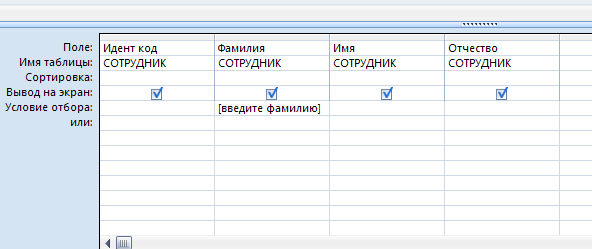 Поле: Идент код Фамилия Имя Отчество
Имя таблицы: СОТРУДНИК СОТРУДНИК СОТРУДНИК СОТРУДНИК
Сортировка:
Вывод на экран:
Условие отбора: [введите фамилию]
или: